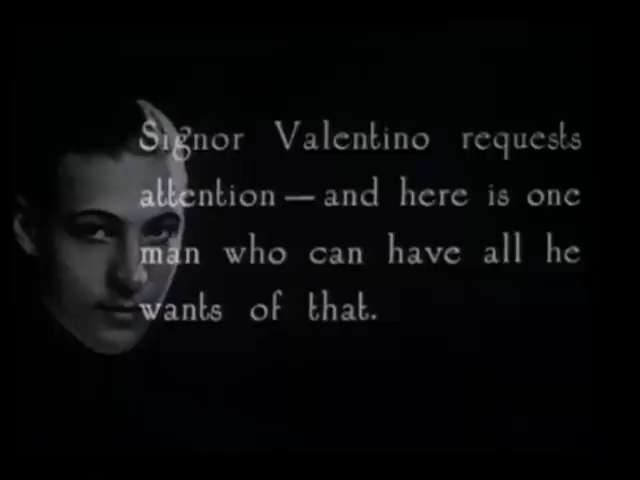 Signor Valentino requests
attention — and here is one
man who can have all he
wants of that.